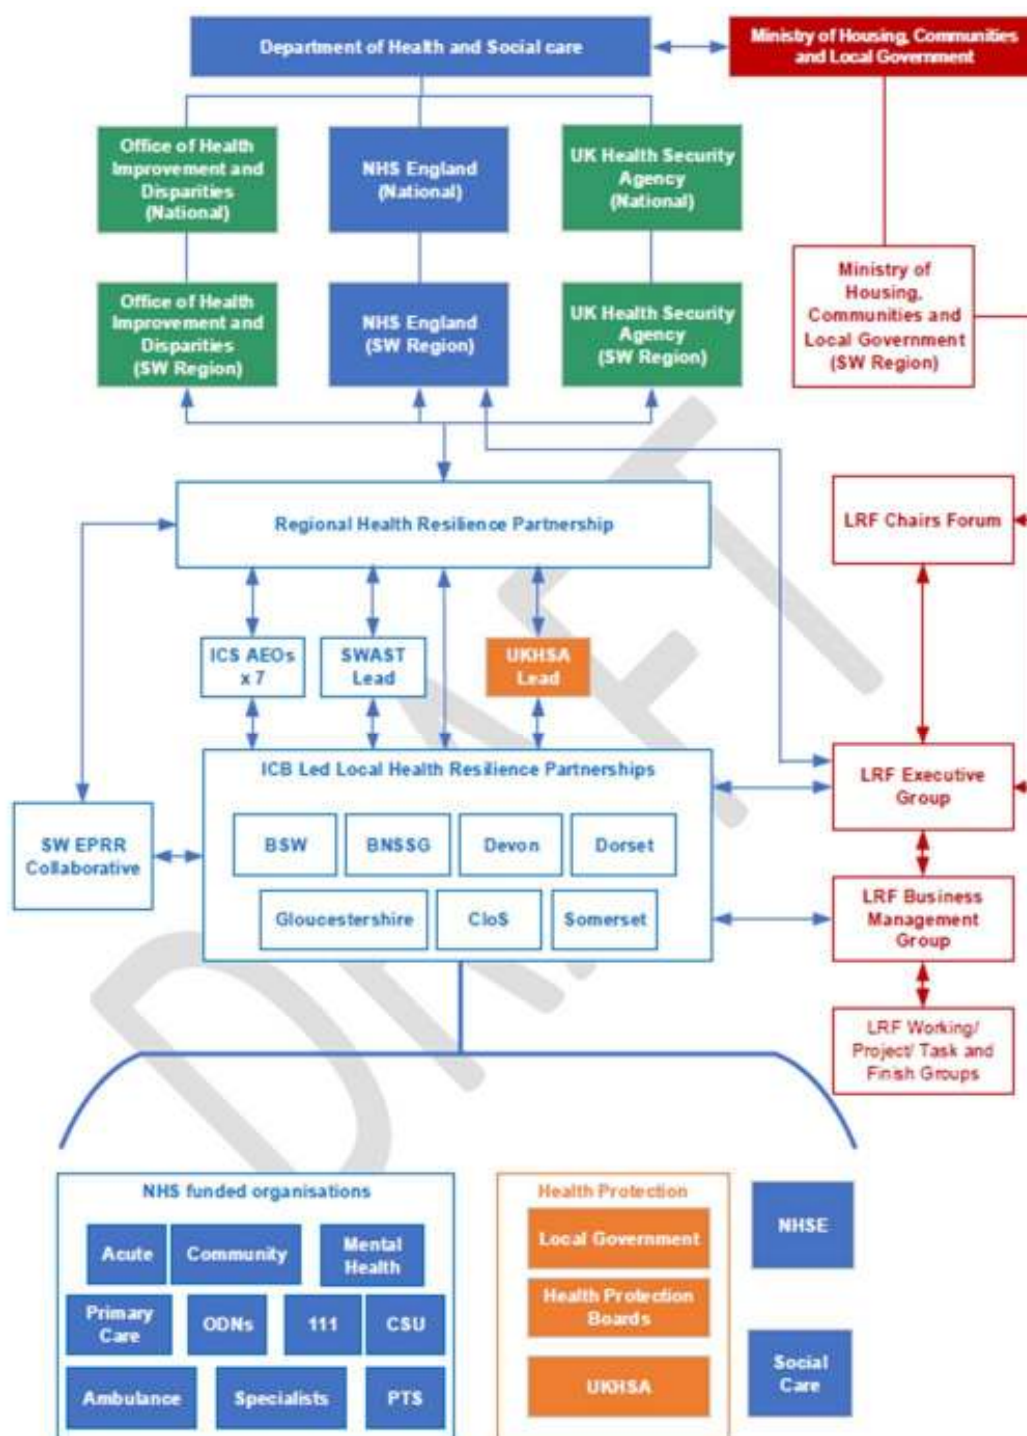 Department of Health and Social care
Ministry of Housing, Communities
and Local Government
Office of Health
Improvement and
Disparities
(National)
NHS England
(National)
UK Health Security
Agency
(National)
Office of Health
Improvement and
Disparities
(SW Region)
NHS England
(SW Region)
UK Health Security
Agency
(SW Region)
Ministry of
Housing,
Communities and
Local Government
(SW Region)
Regional Health Resilience Partnership
LRF Chairs Forum
ICS AEOs
x 7
SWAST
Lead
UKHSA
Lead
ICB Led Local Health Resilience Partnerships
LRF Executive
Group
SW EPRR
Collaborative
BSW
BNSSG
Devon
Dorset
Gloucestershire
CIoS
Somerset
LRF Business
Management
Group
LRF Working/
Project/ Task and
Finish Groups
NHS funded organisations
Acute
Community
Mental
Health
Primary
Care
ODNs
111
CSU
Ambulance
Specialists
PTS
Health Protection
Local Government
Health Protection
Boards
UKHSA
NHSE
Social
Care
DRAFT